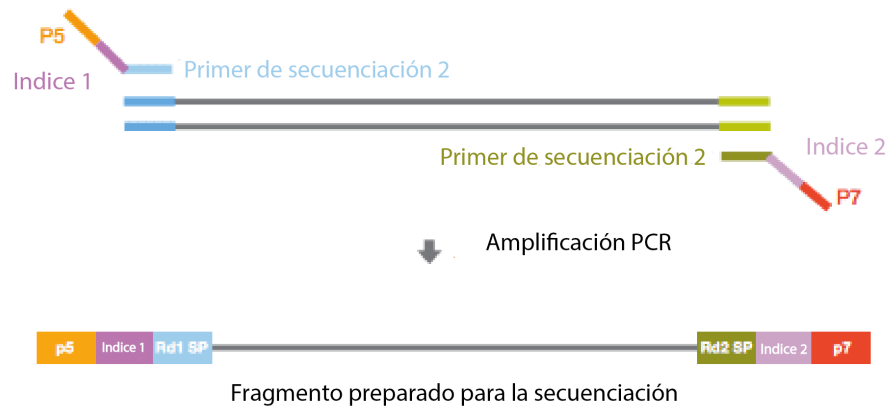 P5
Indice 1
Primer de secuenciación 2
Primer de secuenciación 2
Indice 2
P7
Amplificación PCR
p5 Indice 1 Rd1 SP Rd2 SP Indice 2 p7
Fragmento preparado para la secuenciación